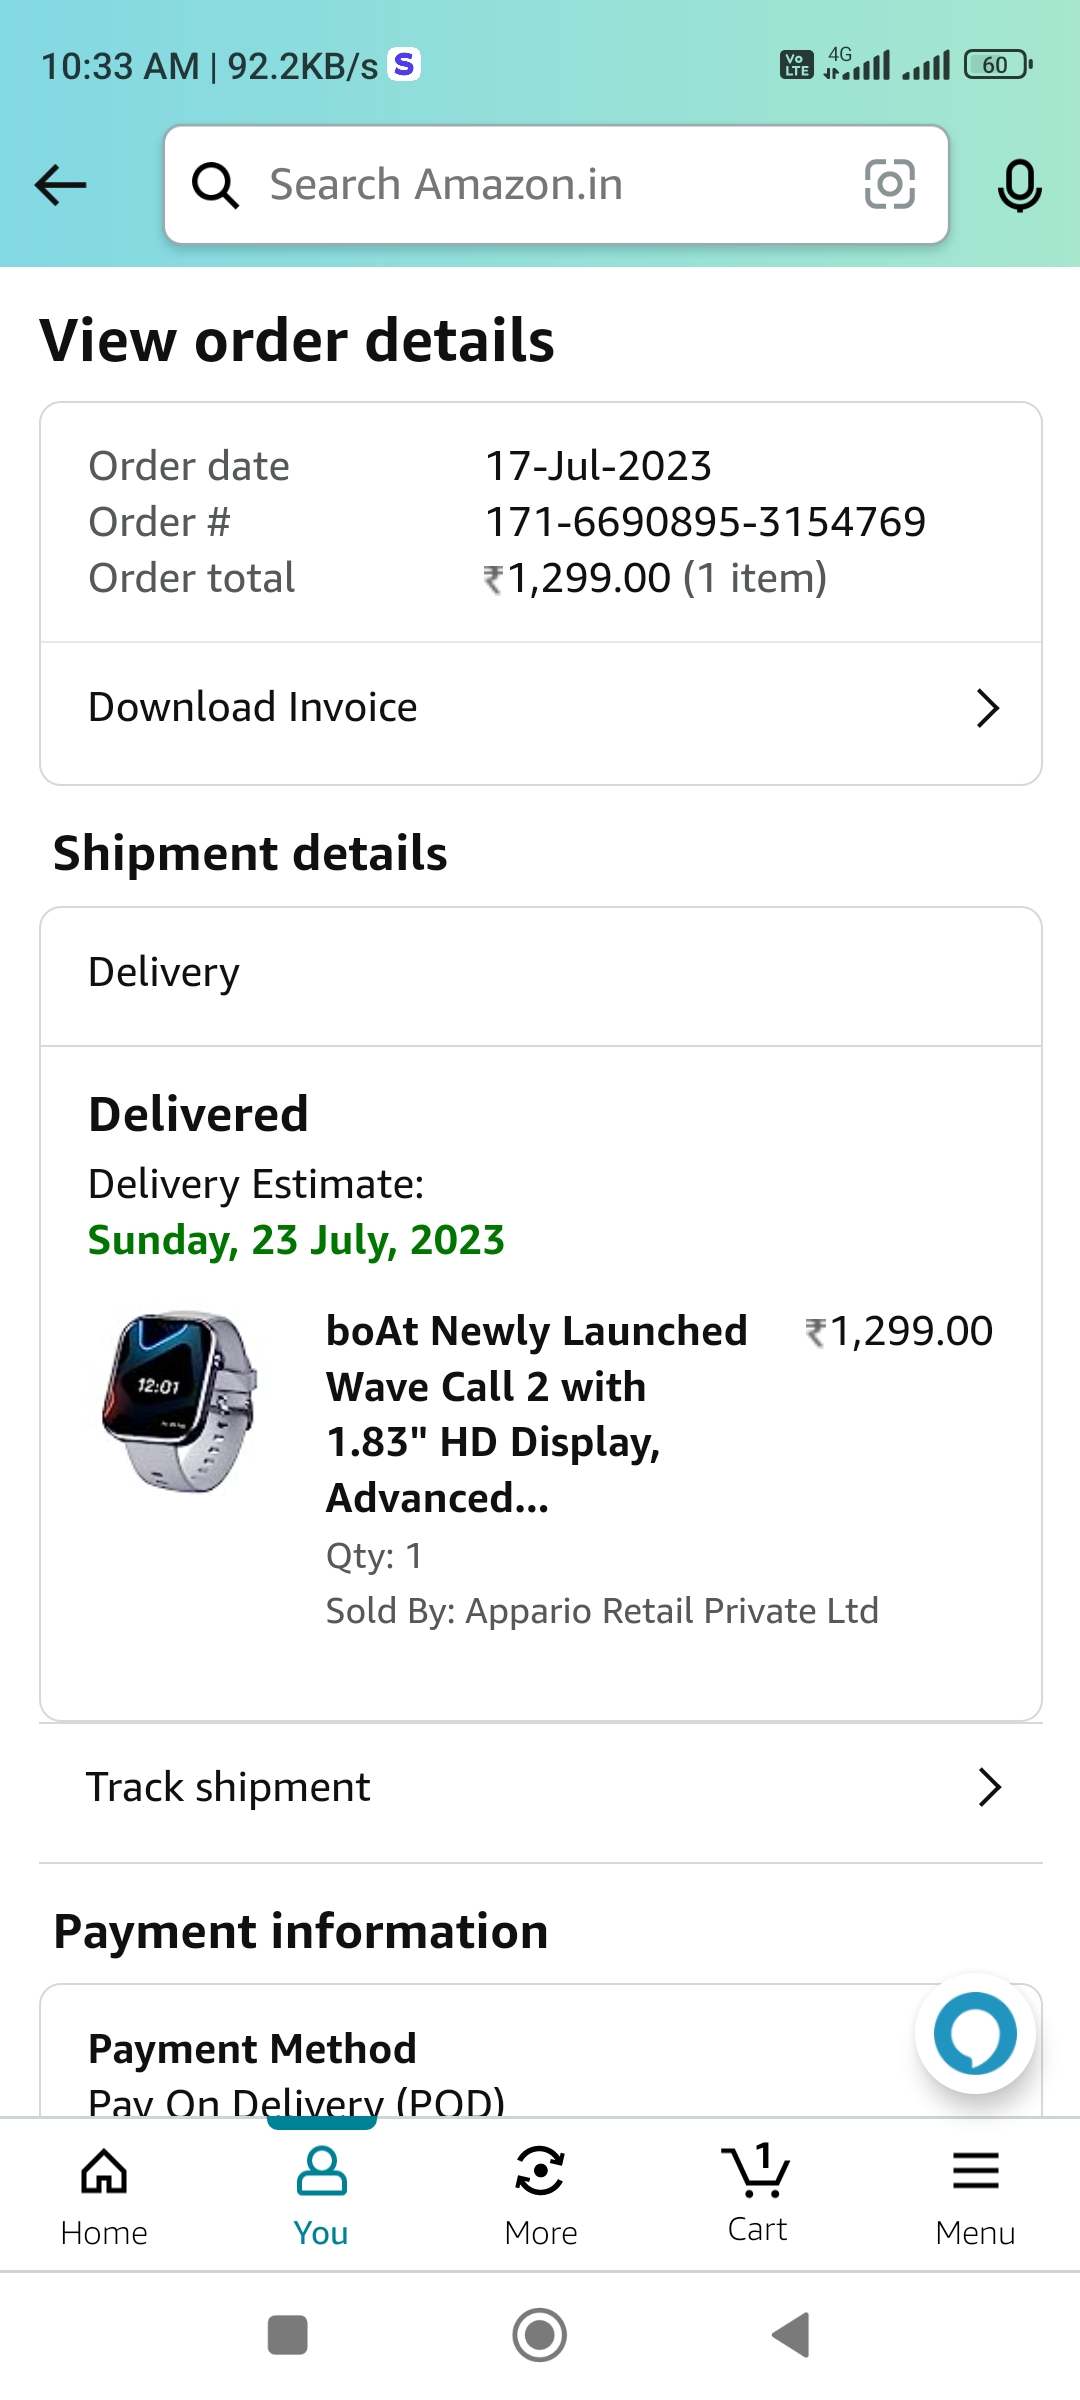 10:33 AM | 92.2KB/s S
Vo LTE 4G 60
Search Amazon.in
View order details
Order date 17-Jul-2023
Order # 171-6690895-3154769
Order total ₹1,299.00 (1 item)
Download Invoice
Shipment details
Delivery
Delivered
Delivery Estimate:
Sunday, 23 July, 2023
12:01
boAt Newly Launched ₹1,299.00
Wave Call 2 with
1.83" HD Display,
Advanced...
Qty: 1
Sold By: Appario Retail Private Ltd
Track shipment
Payment information
Payment Method
Pay On Delivery (POD)
1
Home You More Cart Menu